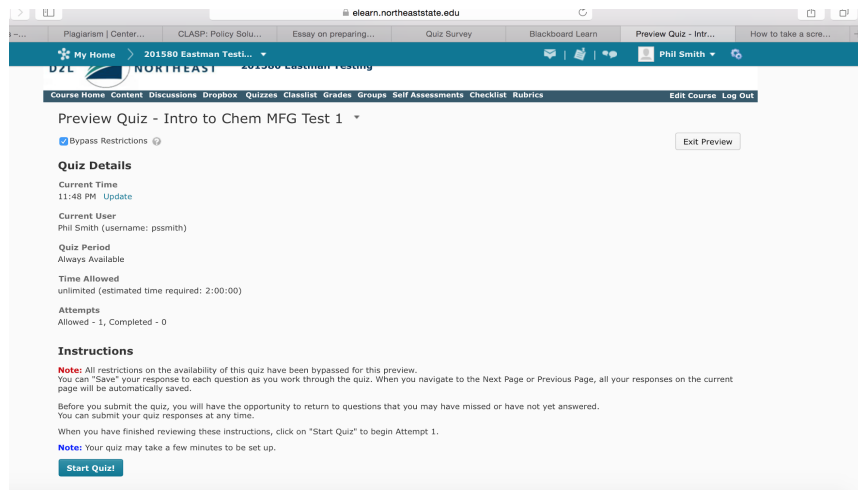 elearn.northeaststate.edu
s –... Plagiarism | Center... CLASP: Policy Solu... Essay on preparing... Quiz Survey Blackboard Learn Preview Quiz - Intr... How to take a scre...
My Home 201580 Eastman Testi... Phil Smith
D2L NORTHEAST 201580 Eastman Testing
Course Home Content Discussions Dropbox Quizzes Classlist Grades Groups Self Assessments Checklist Rubrics Edit Course Log Out
Preview Quiz - Intro to Chem MFG Test 1
Bypass Restrictions Exit Preview
Quiz Details
Current Time
11:48 PM Update
Current User
Phil Smith (username: pssmith)
Quiz Period
Always Available
Time Allowed
unlimited (estimated time required: 2:00:00)
Attempts
Allowed - 1, Completed - 0
Instructions
Note: All restrictions on the availability of this quiz have been bypassed for this preview.
You can "Save" your response to each question as you work through the quiz. When you navigate to the Next Page or Previous Page, all your responses on the current
page will be automatically saved.
Before you submit the quiz, you will have the opportunity to return to questions that you may have missed or have not yet answered.
You can submit your quiz responses at any time.
When you have finished reviewing these instructions, click on "Start Quiz" to begin Attempt 1.
Note: Your quiz may take a few minutes to be set up.
Start Quiz!